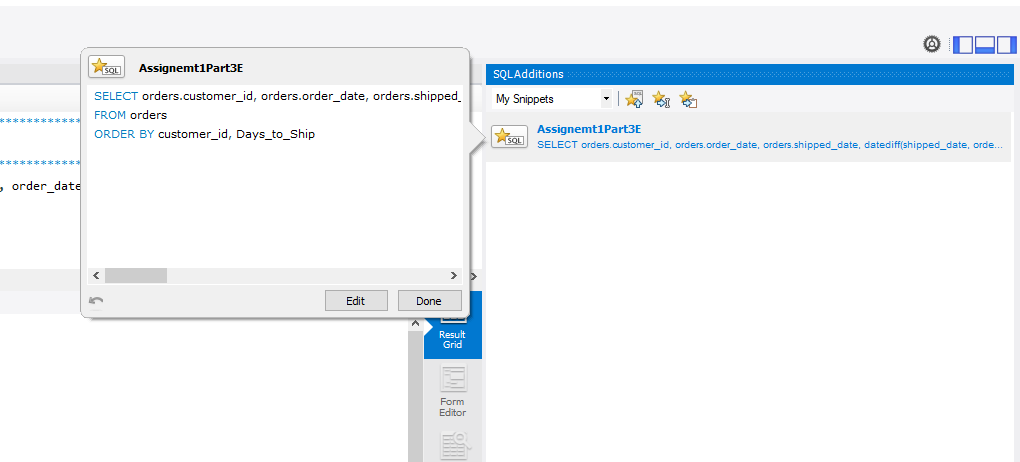 SQLAdditions
My Snippets
SQL
Assignemt1Part3E
SELECT orders.customer_id, orders.order_date, orders.shipped_date, datediff(shipped_date, orde...
SQL
Assignemt1Part3E
SELECT orders.customer_id, orders.order_date, orders.shipped_
FROM orders
ORDER BY customer_id, Days_to_Ship
Edit
Done
************
************
, order_date
Result
Grid
Form
Editor